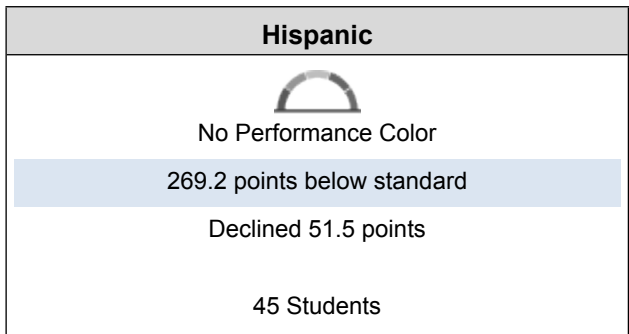 Hispanic
No Performance Color
269.2 points below standard
Declined 51.5 points
45 Students